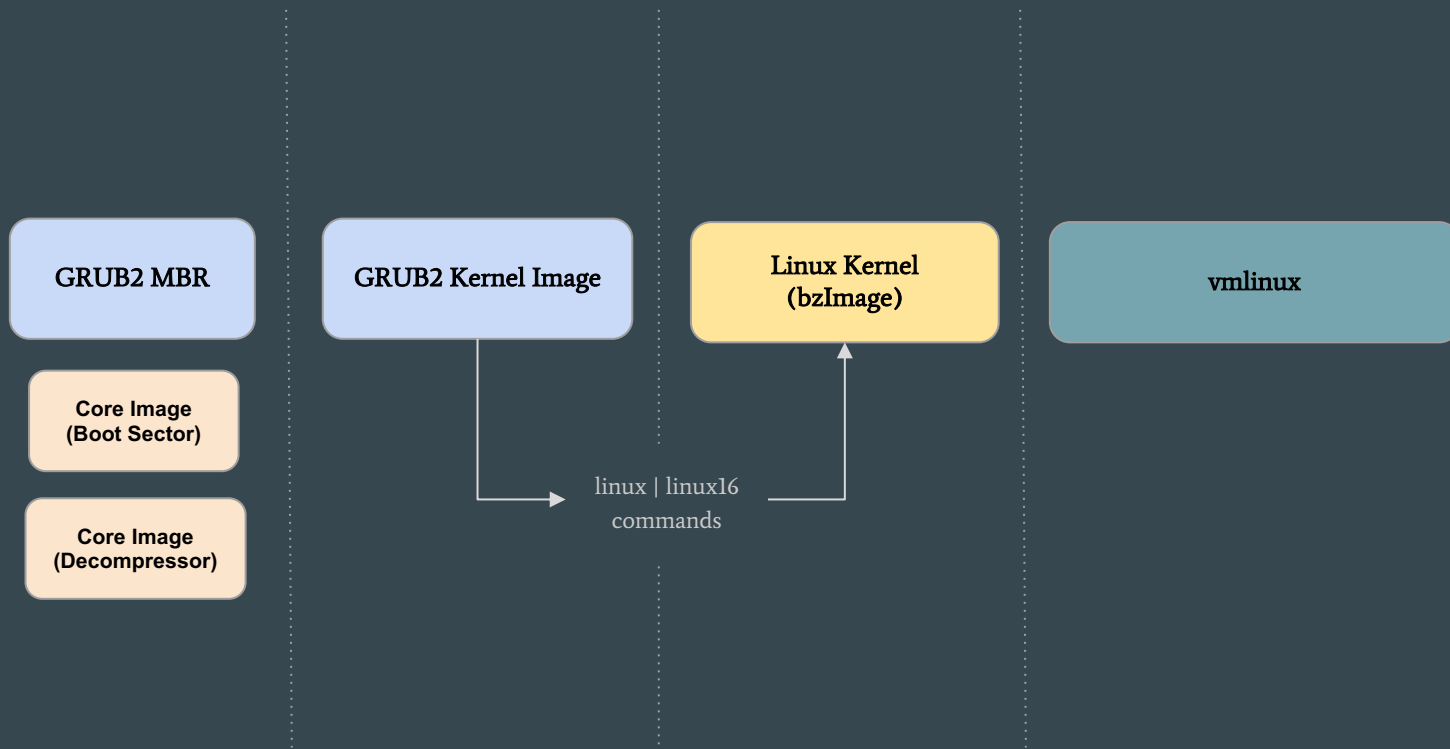 GRUB2 MBR
Core Image
(Boot Sector)
Core Image
(Decompressor)
GRUB2 Kernel Image
linux | linux16
commands
Linux Kernel
(bzImage)
vmlinux